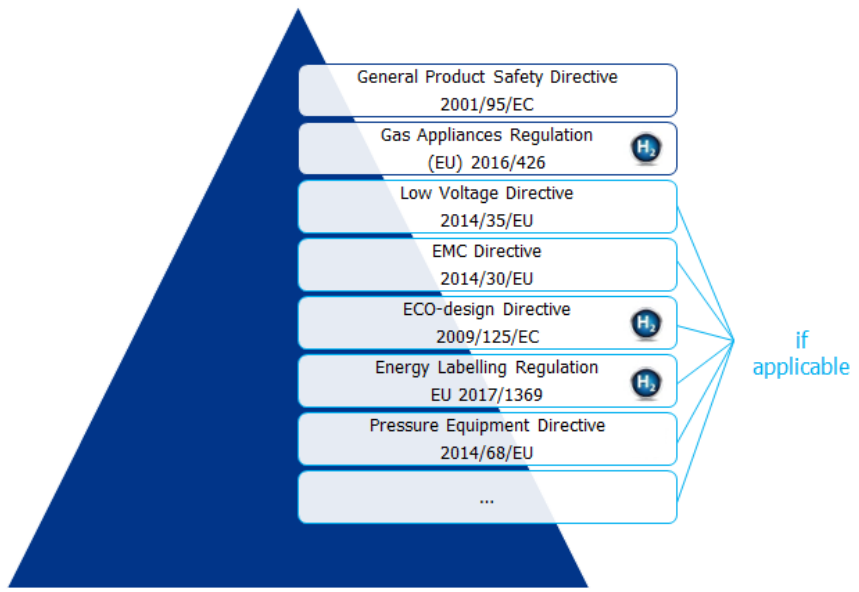 General Product Safety Directive
2001/95/EC
Gas Appliances Regulation
(EU) 2016/426
H₂
Low Voltage Directive
2014/35/EU
EMC Directive
2014/30/EU
ECO-design Directive
2009/125/EC
H₂
Energy Labelling Regulation
EU 2017/1369
H₂
Pressure Equipment Directive
2014/68/EU
...
if
applicable